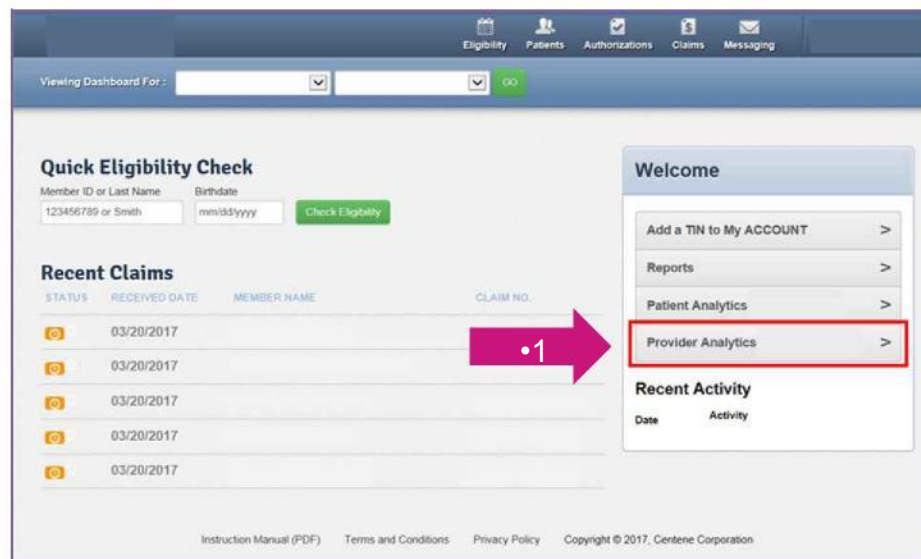 Eligibility Patients Authorizations Claims Messaging
Viewing Dashboard For : GO
Quick Eligibility Check
Member ID or Last Name Birthdate
123456789 or Smith mm/dd/yyyy Check Eligibility
Recent Claims
STATUS RECEIVED DATE MEMBER NAME CLAIM NO.
03/20/2017
03/20/2017
03/20/2017
03/20/2017
03/20/2017
•1
Welcome
Add a TIN to My ACCOUNT >
Reports >
Patient Analytics >
Provider Analytics >
Recent Activity
Date Activity
Instruction Manual (PDF) Terms and Conditions Privacy Policy Copyright © 2017, Centene Corporation